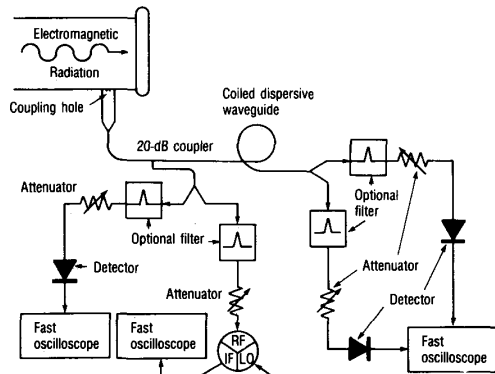 Electromagnetic
Radiation
Coupling hole
Coiled dispersive
waveguide
20-dB coupler
Attenuator
Optional filter
Optional
filter
Detector
Attenuator
Attenuator
Detector
Fast
oscilloscope
Fast
oscilloscope
RF
IF
LO
Fast
oscilloscope